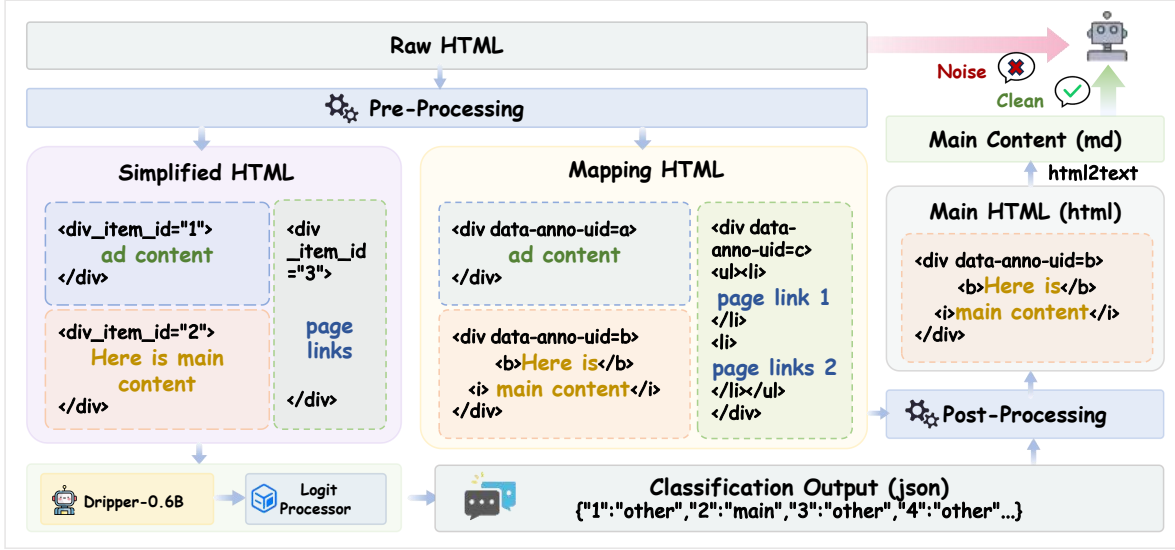 Raw HTML
Noise
Clean
Pre-Processing
Simplified HTML
<div_item_id="1">
ad content
</div>
<div_item_id="2">
Here is main
content
</div>
<div
_item_id
="3">
page
links
</div>
Mapping HTML
<div data-anno-uid=a>
ad content
</div>
<div data-anno-uid=b>
<b>Here is</b>
<i> main content</i>
</div>
<div data-
anno-uid=c>
<ul><li>
page link 1
</li>
<li>
page links 2
</li></ul>
</div>
Main Content (md)
html2text
Main HTML (html)
<div data-anno-uid=b>
<b>Here is</b>
<i>main content</i>
</div>
Post-Processing
Dripper-0.6B
Logit
Processor
Classification Output (json)
{"1":"other","2":"main","3":"other","4":"other"...}